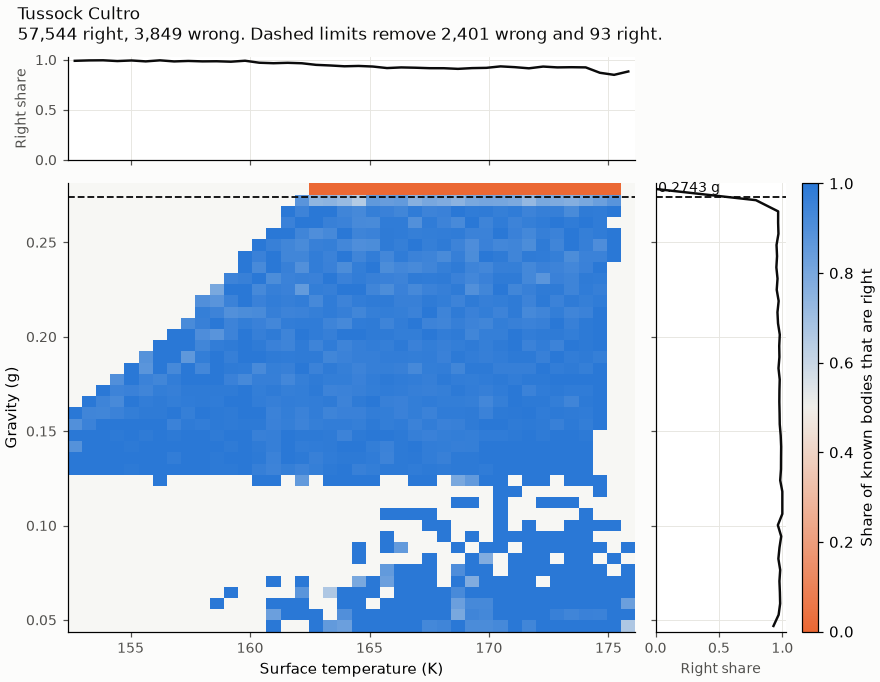 Tussock Cultro
57,544 right, 3,849 wrong. Dashed limits remove 2,401 wrong and 93 right.
Right share
1.0
0.5
0.0
0.2743 g
Gravity (g)
0.25
0.20
0.15
0.10
0.05
155
160
165
170
175
Surface temperature (K)
0.0
0.5
1.0
Right share
1.0
0.8
0.6
0.4
0.2
0.0
Share of known bodies that are right